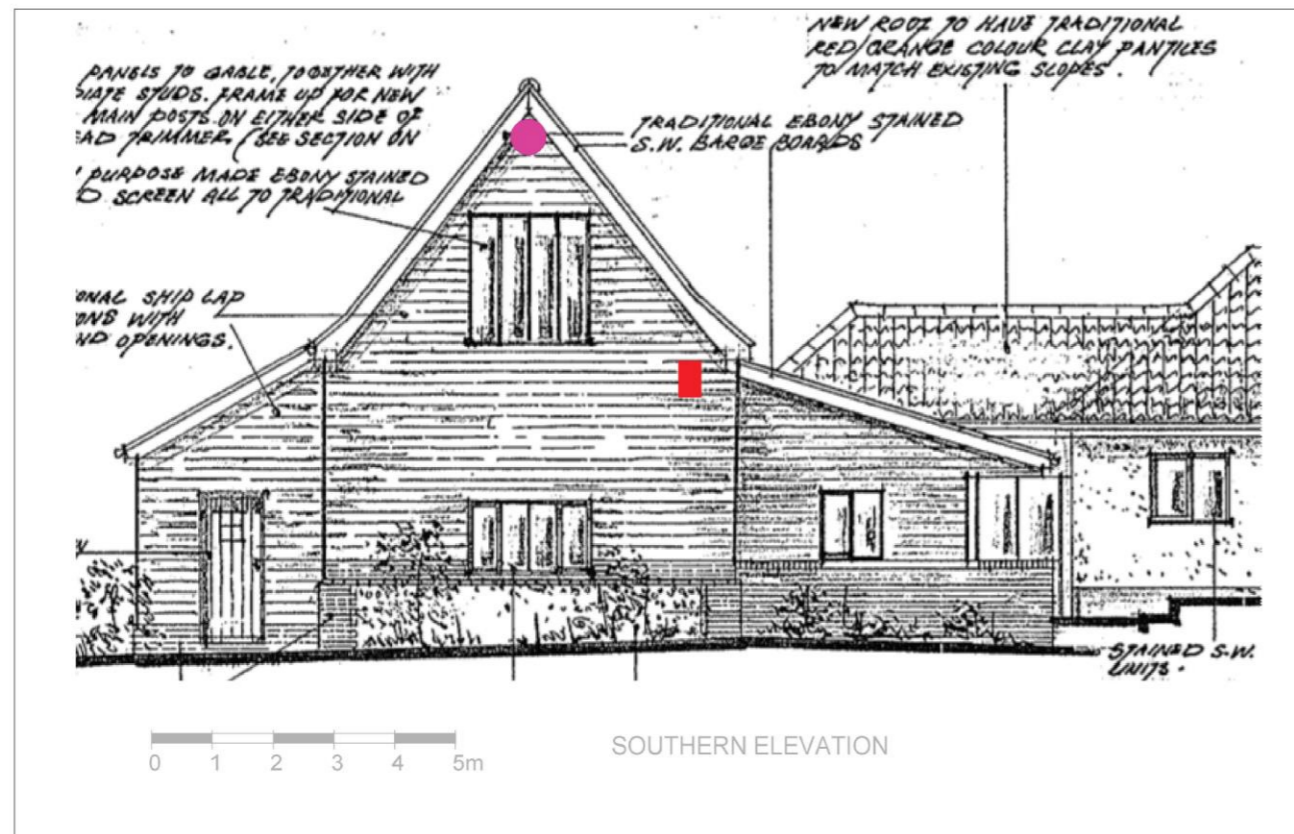 PANELS TO GABLE, TOGETHER WITH
DIATE STUDS. FRAME UP FOR NEW
MAIN POSTS ON EITHER SIDE OF
EAD TRIMMER (SEE SECTION ON
PURPOSE MADE EBONY STAINED
D SCREEN ALL TO TRADITIONAL
ONAL SHIP LAP
ONS WITH
ND OPENINGS.
TRADITIONAL EBONY STAINED
S.W. BARGE BOARDS
NEW ROOF TO HAVE TRADITIONAL
RED/ORANGE COLOUR CLAY PANTILES
TO MATCH EXISTING SLOPES.
STAINED S.W.
UNITS.
0 1 2 3 4 5m
SOUTHERN ELEVATION